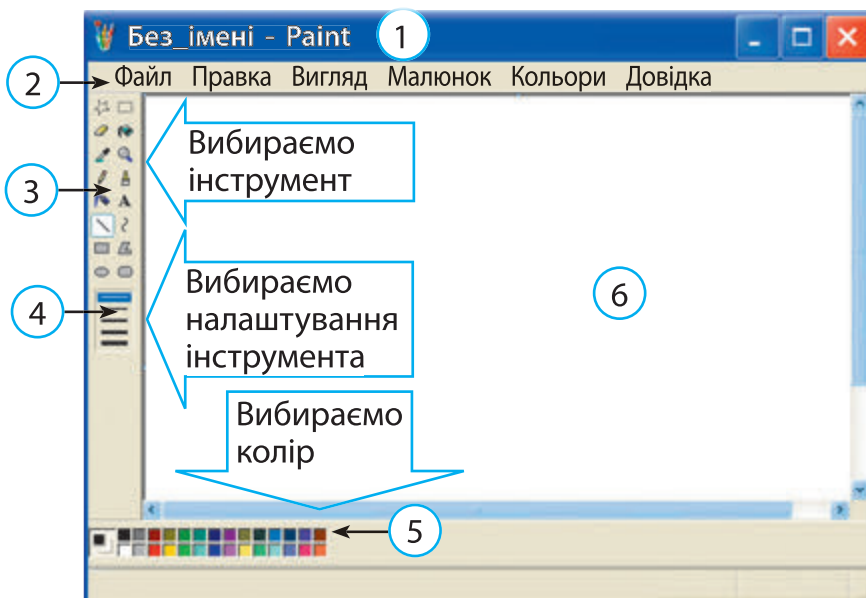 Без_імені - Paint
1
2
Файл Правка Вигляд Малюнок Кольори Довідка
Вибираємо
інструмент
3
A
Вибираємо
налаштування
інструмента
4
6
Вибираємо
колір
5